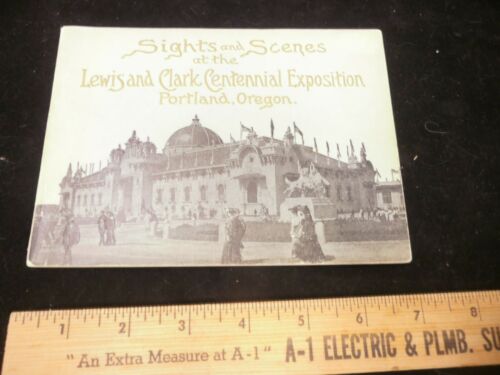 Sights and Scenes
at the
Lewis and Clark Centennial Exposition
Portland, Oregon.
1 2 3 4 5 6 7 8
"An Extra Measure at A-1" A-1 ELECTRIC & PLMB. SU